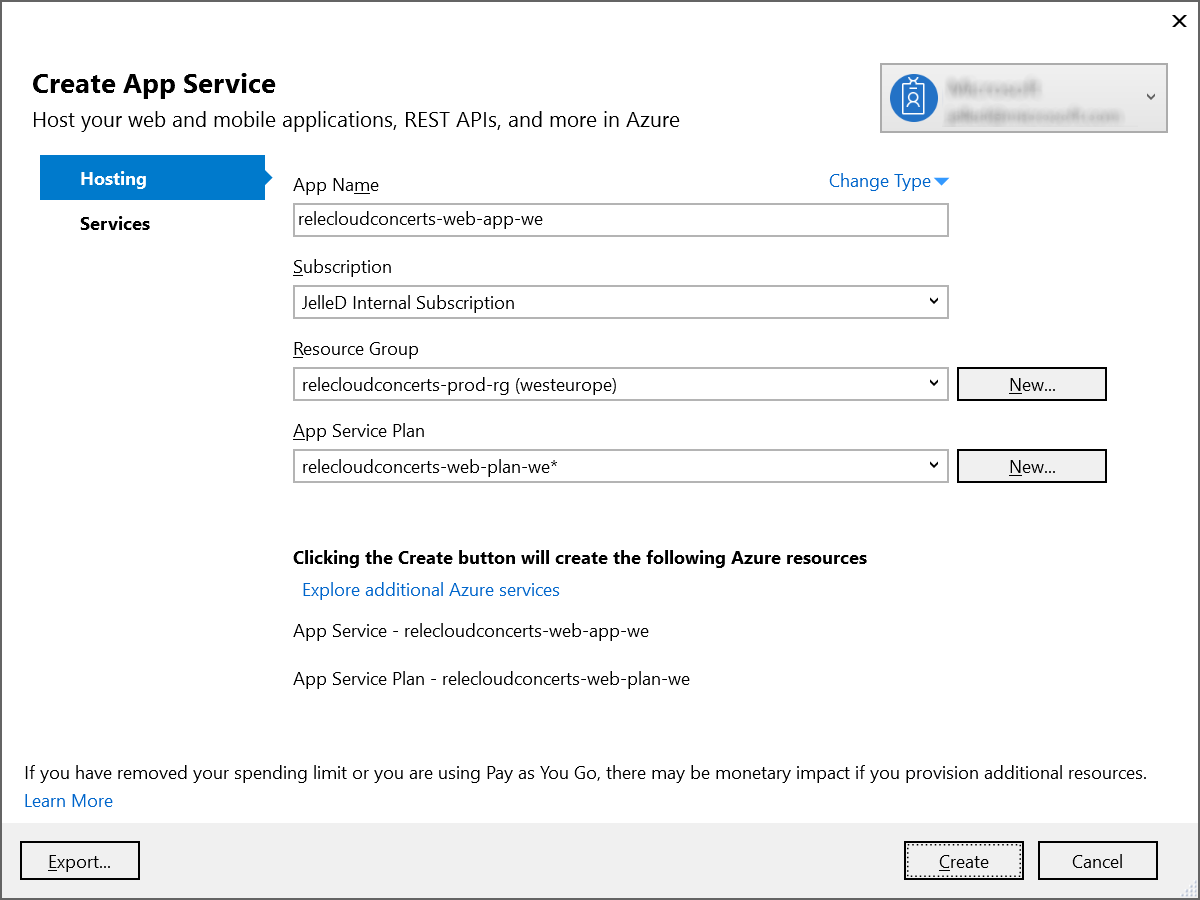 Create App Service
Host your web and mobile applications, REST APIs, and more in Azure
Hosting
Services
App Name
Change Type
relecloudconcerts-web-app-we
Subscription
JelleD Internal Subscription
Resource Group
relecloudconcerts-prod-rg (westeurope)
New...
App Service Plan
relecloudconcerts-web-plan-we*
New...
Clicking the Create button will create the following Azure resources
Explore additional Azure services
App Service - relecloudconcerts-web-app-we
App Service Plan - relecloudconcerts-web-plan-we
If you have removed your spending limit or you are using Pay as You Go, there may be monetary impact if you provision additional resources.
Learn More
Export...
Create
Cancel